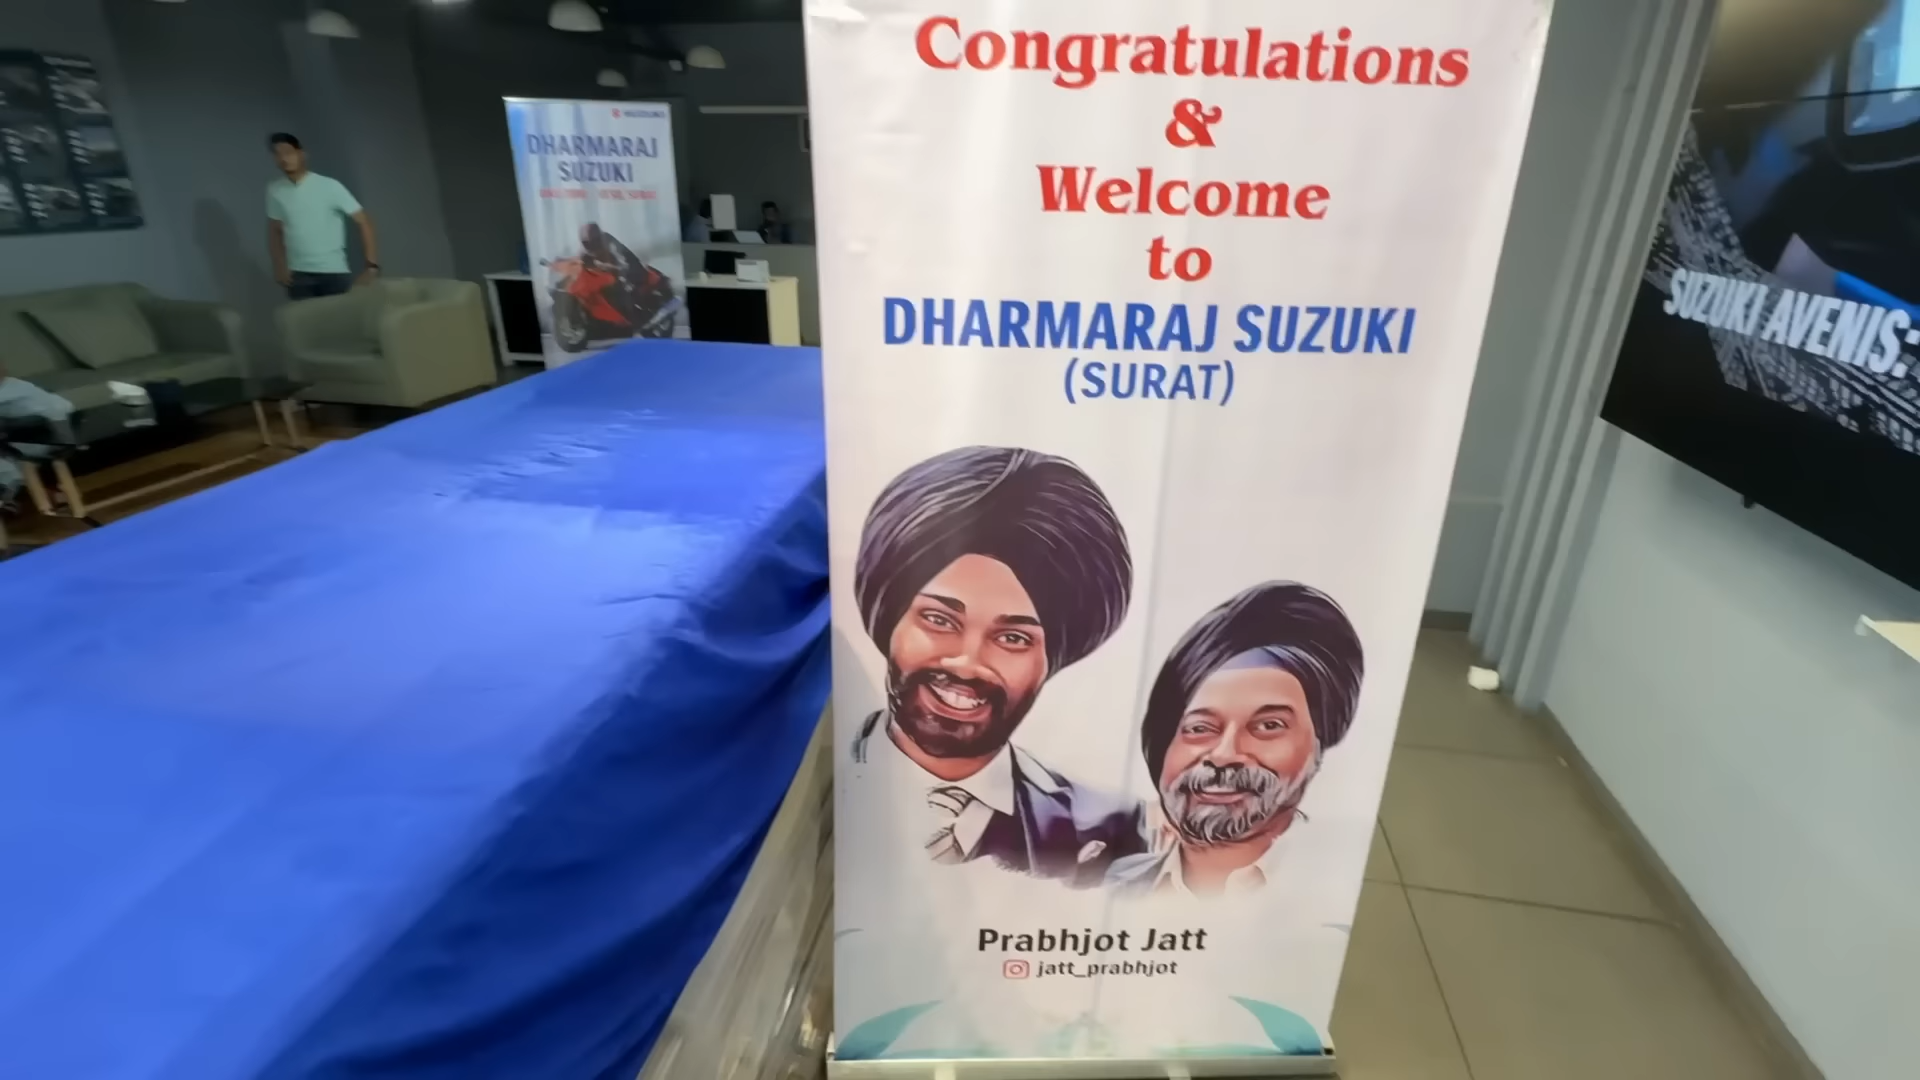 Congratulations
&
Welcome
to
DHARMARAJ SUZUKI
(SURAT)
Prabhjot Jatt
jatt_prabhjot
DHARMARAJ
SUZUKI
SUZUKI AVENIS: